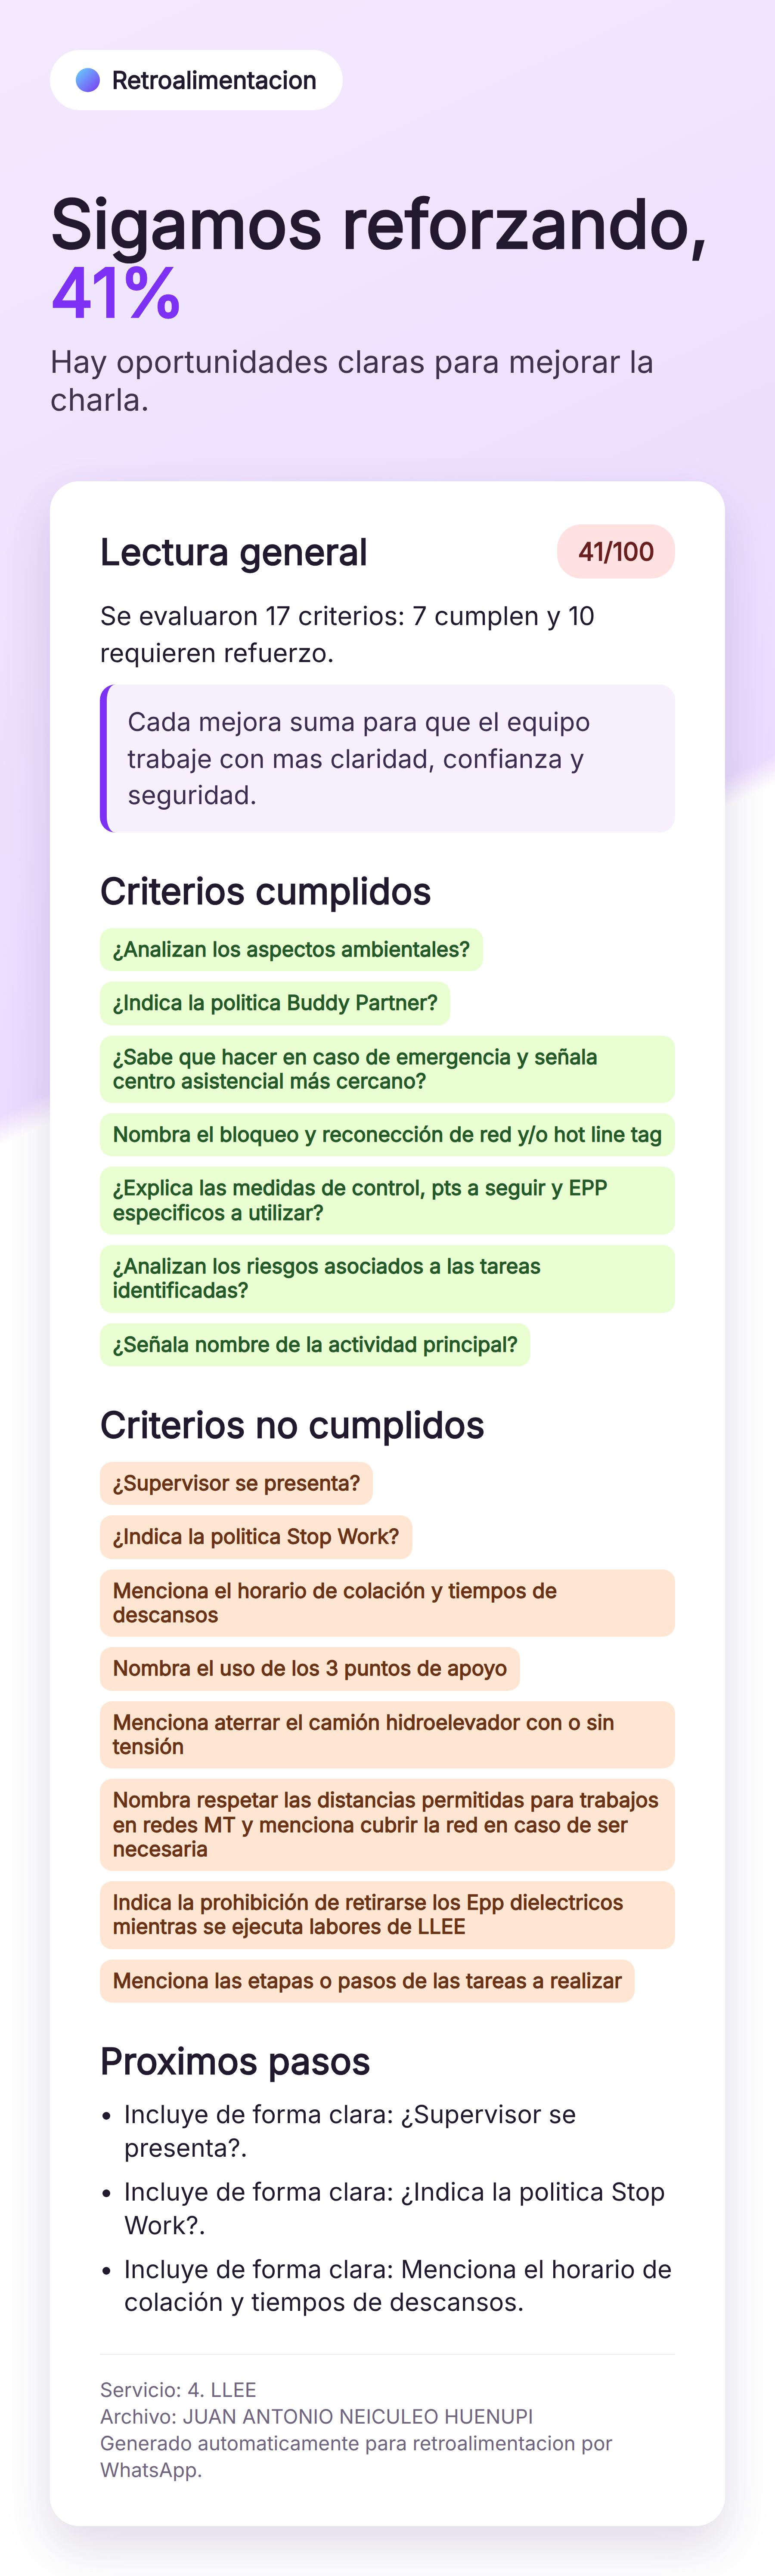 Retroalimentacion
Sigamos reforzando,
41%
Hay oportunidades claras para mejorar la
charla.
Lectura general
41/100
Se evaluaron 17 criterios: 7 cumplen y 10
requieren refuerzo.
Cada mejora suma para que el equipo
trabaje con mas claridad, confianza y
seguridad.
Criterios cumplidos
¿Analizan los aspectos ambientales?
¿Indica la politica Buddy Partner?
¿Sabe que hacer en caso de emergencia y señala
centro asistencial más cercano?
Nombra el bloqueo y reconección de red y/o hot line tag
¿Explica las medidas de control, pts a seguir y EPP
especificos a utilizar?
¿Analizan los riesgos asociados a las tareas
identificadas?
¿Señala nombre de la actividad principal?
Criterios no cumplidos
¿Supervisor se presenta?
¿Indica la politica Stop Work?
Menciona el horario de colación y tiempos de
descansos
Nombra el uso de los 3 puntos de apoyo
Menciona aterrar el camión hidroelevador con o sin
tensión
Nombra respetar las distancias permitidas para trabajos
en redes MT y menciona cubrir la red en caso de ser
necesaria
Indica la prohibición de retirarse los Epp dielectricos
mientras se ejecuta labores de LLEE
Menciona las etapas o pasos de las tareas a realizar
Proximos pasos
• Incluye de forma clara: ¿Supervisor se
presenta?.
• Incluye de forma clara: ¿Indica la politica Stop
Work?.
• Incluye de forma clara: Menciona el horario de
colación y tiempos de descansos.
Servicio: 4. LLEE
Archivo: JUAN ANTONIO NEICULEO HUENUPI
Generado automaticamente para retroalimentacion por
WhatsApp.